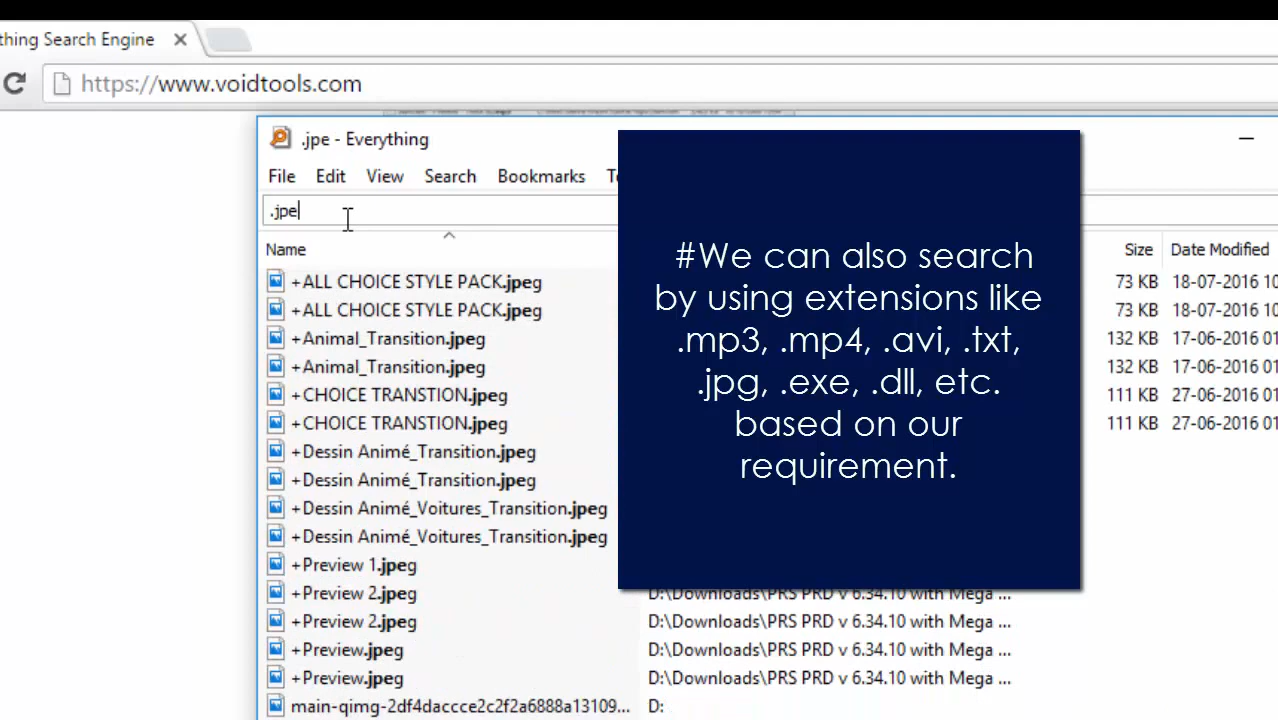 thing Search Engine
https://www.voidtools.com
.jpe - Everything
File Edit View Search Bookmarks
.jpe
Name Size Date Modified
+ALL CHOICE STYLE PACK.jpeg 73 KB 18-07-2016 10
+ALL CHOICE STYLE PACK.jpeg 73 KB 18-07-2016 10
+Animal_Transition.jpeg 132 KB 17-06-2016 01
+Animal_Transition.jpeg 132 KB 17-06-2016 01
+CHOICE TRANSTION.jpeg 111 KB 27-06-2016 01
+CHOICE TRANSTION.jpeg 111 KB 27-06-2016 01
+Dessin Animé_Transition.jpeg
+Dessin Animé_Transition.jpeg
+Dessin Animé_Voitures_Transition.jpeg
+Dessin Animé_Voitures_Transition.jpeg
+Preview 1.jpeg
+Preview 2.jpeg D:\Downloads\PRS PRD v 6.34.10 with Mega ...
+Preview 2.jpeg D:\Downloads\PRS PRD v 6.34.10 with Mega ...
+Preview.jpeg D:\Downloads\PRS PRD v 6.34.10 with Mega ...
+Preview.jpeg D:\Downloads\PRS PRD v 6.34.10 with Mega ...
main-qimg-2df4daccce2c2f2a6888a13109... D:
#We can also search
by using extensions like
.mp3, .mp4, .avi, .txt,
.jpg, .exe, .dll, etc.
based on our
requirement.